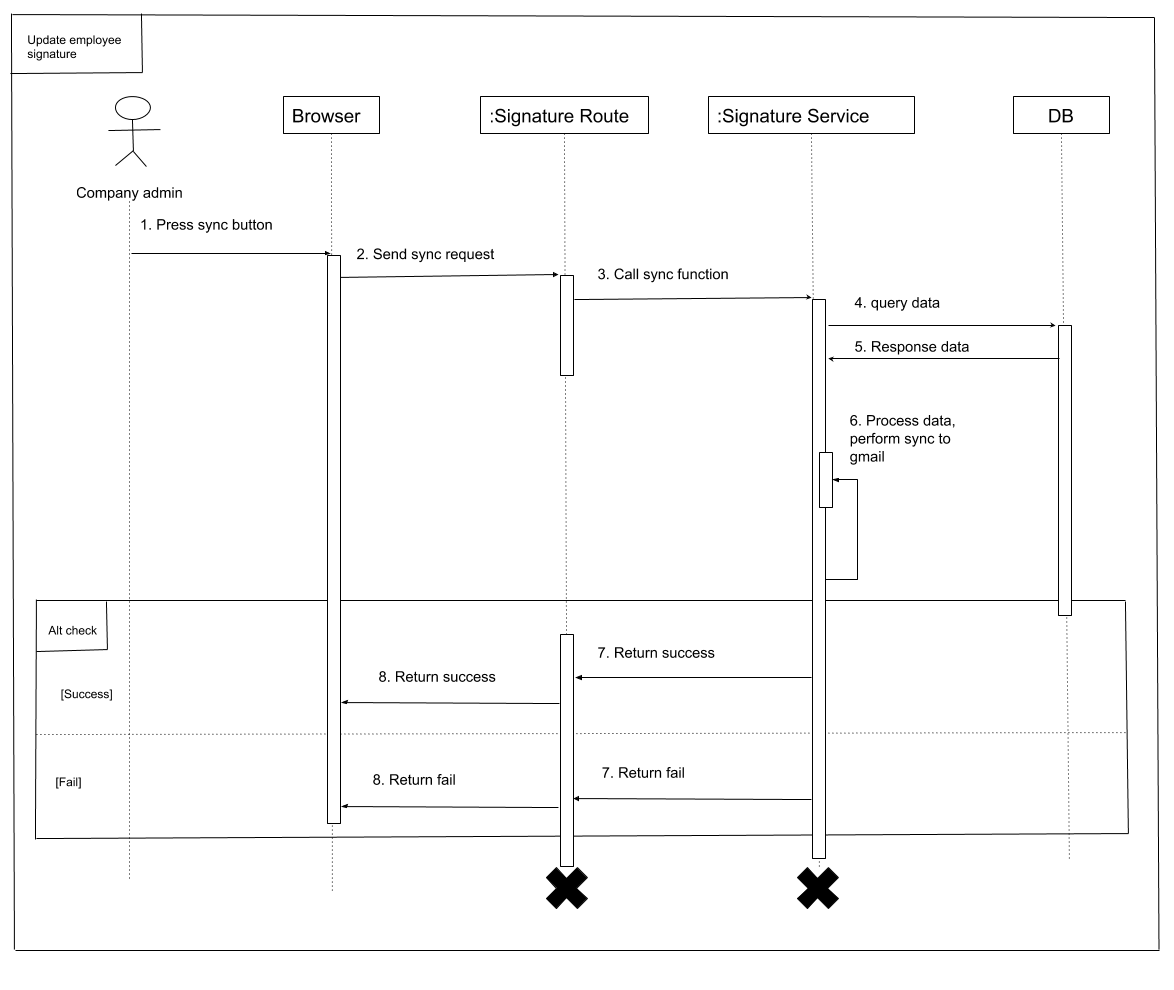 Update employee
signature
Browser
:Signature Route
:Signature Service
DB
Company admin
1. Press sync button
2. Send sync request
3. Call sync function
4. query data
5. Response data
6. Process data,
perform sync to
gmail
Alt check
7. Return success
8. Return success
[Success]
7. Return fail
8. Return fail
[Fail]